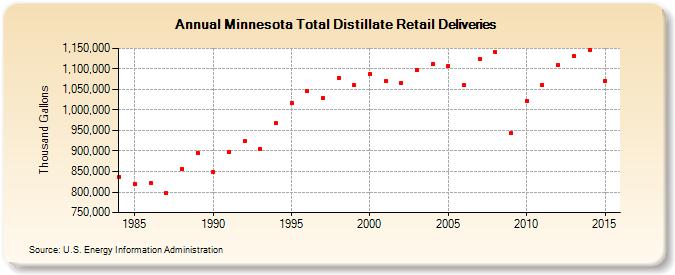 Annual Minnesota Total Distillate Retail Deliveries
Thousand Gallons
1,150,000
1,100,000
1,050,000
1,000,000
950,000
900,000
850,000
800,000
750,000
1985 1990 1995 2000 2005 2010 2015
Source: U.S. Energy Information Administration